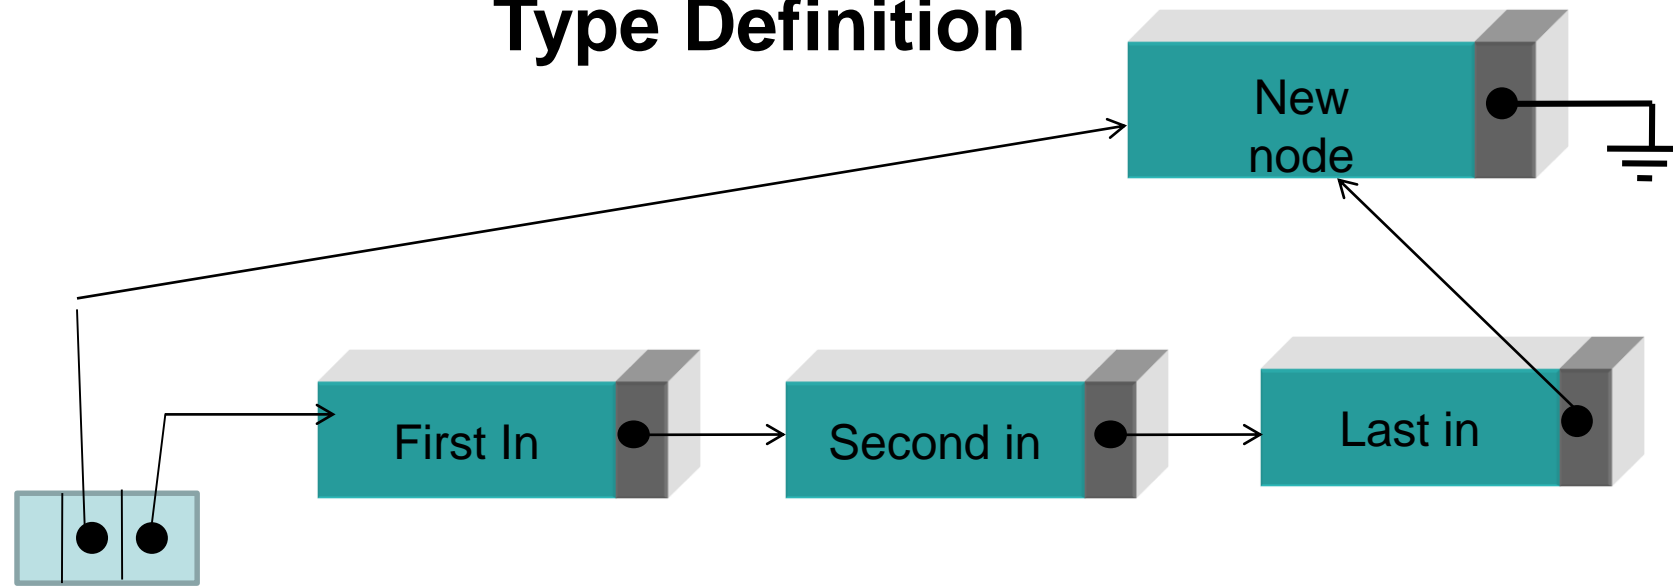 Type Definition
New
node
First In
Second in
Last in